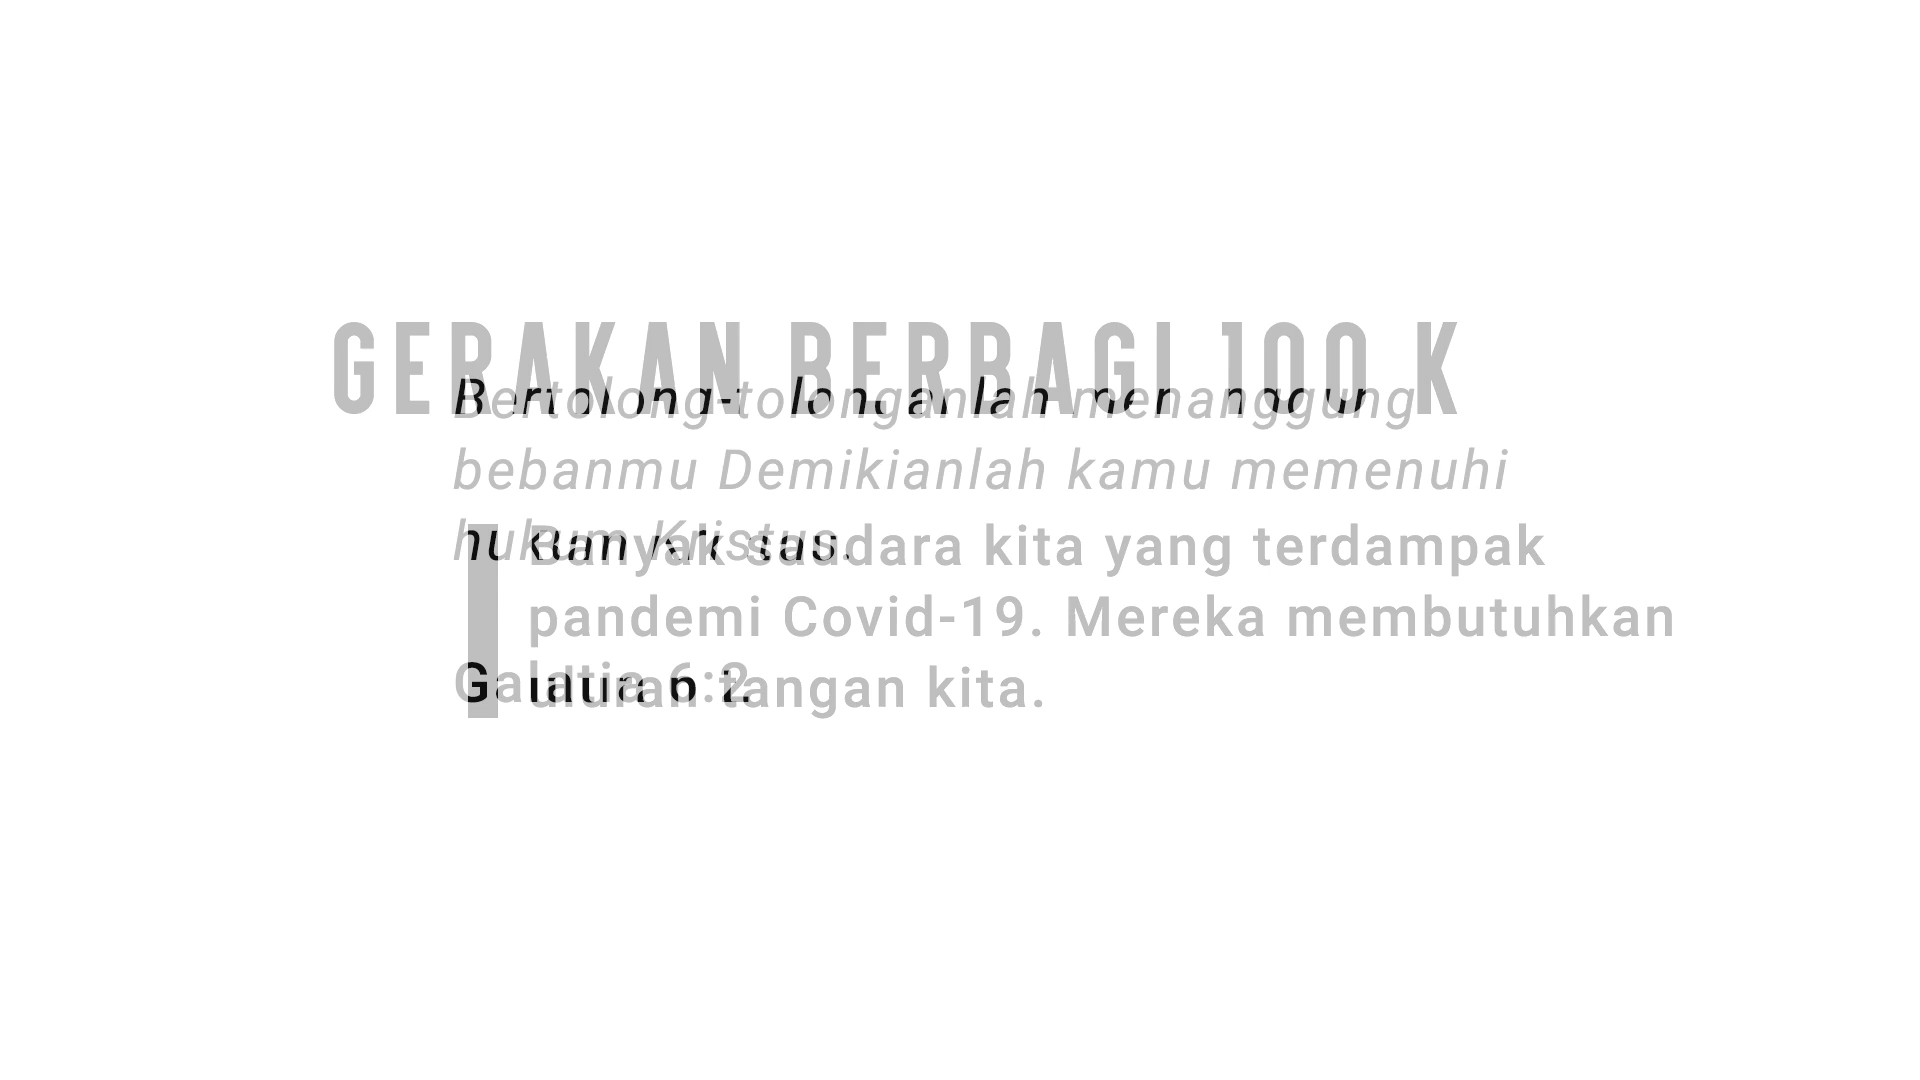 GERAKAN BERBAGI 100 K
Bertolong-tolonganlah menanggung
bebanmu Demikianlah kamu memenuhi
hukum Kristus.
Banyak saudara kita yang terdampak
pandemi Covid-19. Mereka membutuhkan
Galatia 6:2
uluran tangan kita.